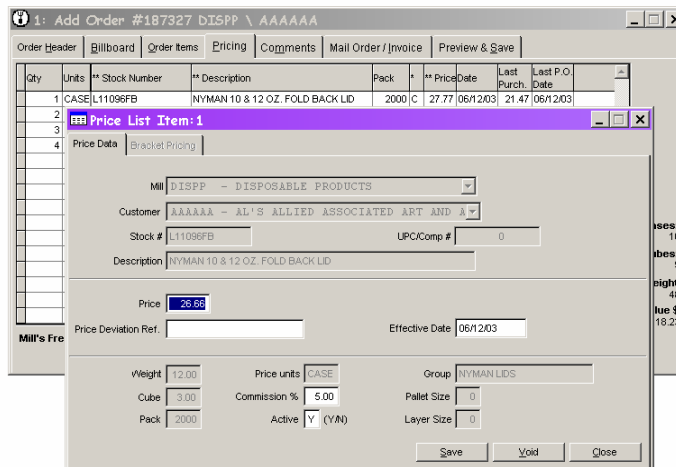 1: Add Order #187327 DISPP \ AAAAAA
Order Header Billboard Order Items Pricing Comments Mail Order / Invoice Preview & Save
Qty Units ** Stock Number ** Description Pack * ** Price Date Last Purch. Last P.O. Date
1 CASE L11096FB NYMAN 10 & 12 OZ. FOLD BACK LID 2000 C 27.77 06/12/03 21.47 06/12/03
2
3
4
Price List Item:1
Price Data Bracket Pricing
Mill DISPP - DISPOSABLE PRODUCTS
Customer AAAAAA - AL'S ALLIED ASSOCIATED ART AND A
Stock # L11096FB UPC/Comp # 0
Description NYMAN 10 & 12 OZ. FOLD BACK LID
Price 26.66
Price Deviation Ref. Effective Date 06/12/03
Mill's Fre
18.2
Weight 12.00 Price units CASE Group NYMAN LIDS
Cube 3.00 Commission % 5.00 Pallet Size 0
Pack 2000 Active Y (Y/N) Layer Size 0
Save Void Close